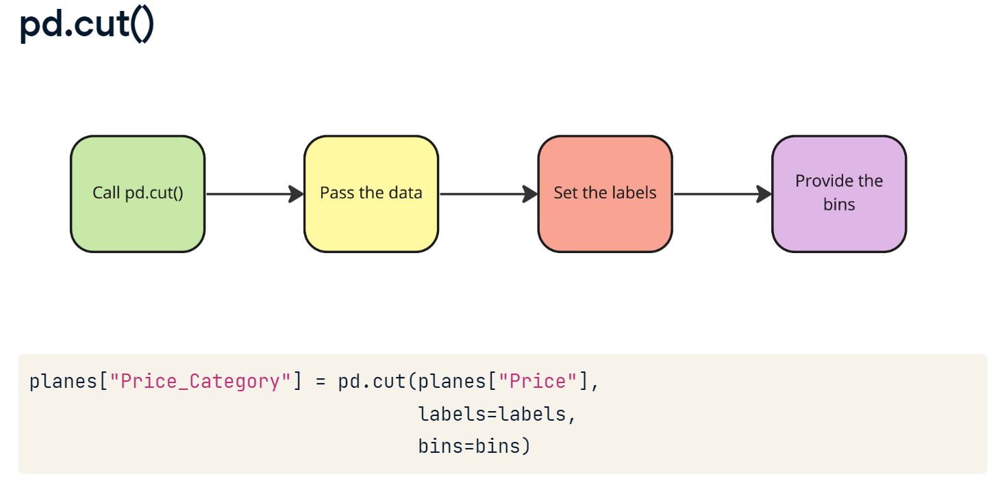 pd.cut()
Call pd.cut()
Pass the data
Set the labels
Provide the
bins
planes["Price_Category"] = pd.cut(planes["Price"],
labels=labels,
bins=bins)